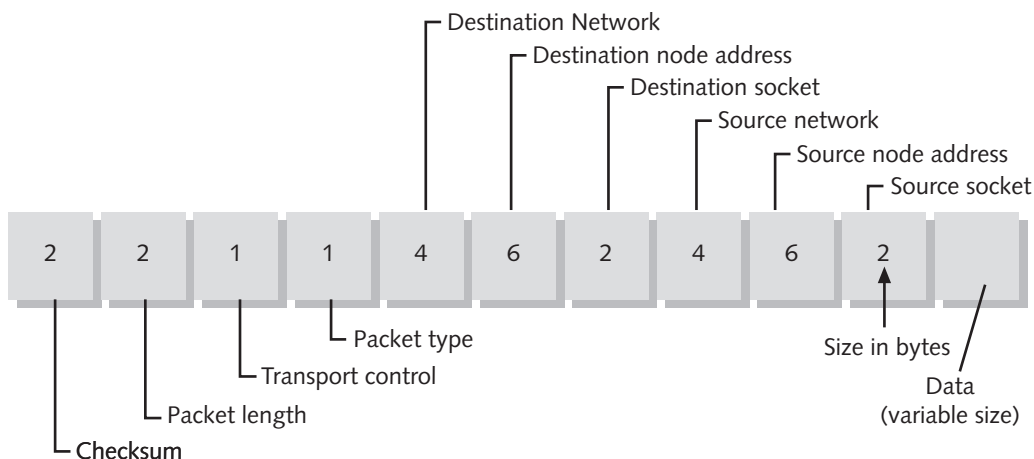 Destination Network
Destination node address
Destination socket
Source network
Source node address
Source socket
2 2 1 1 4 6 2 4 6 2
Packet type
Size in bytes
Transport control
Data
(variable size)
Packet length
Checksum